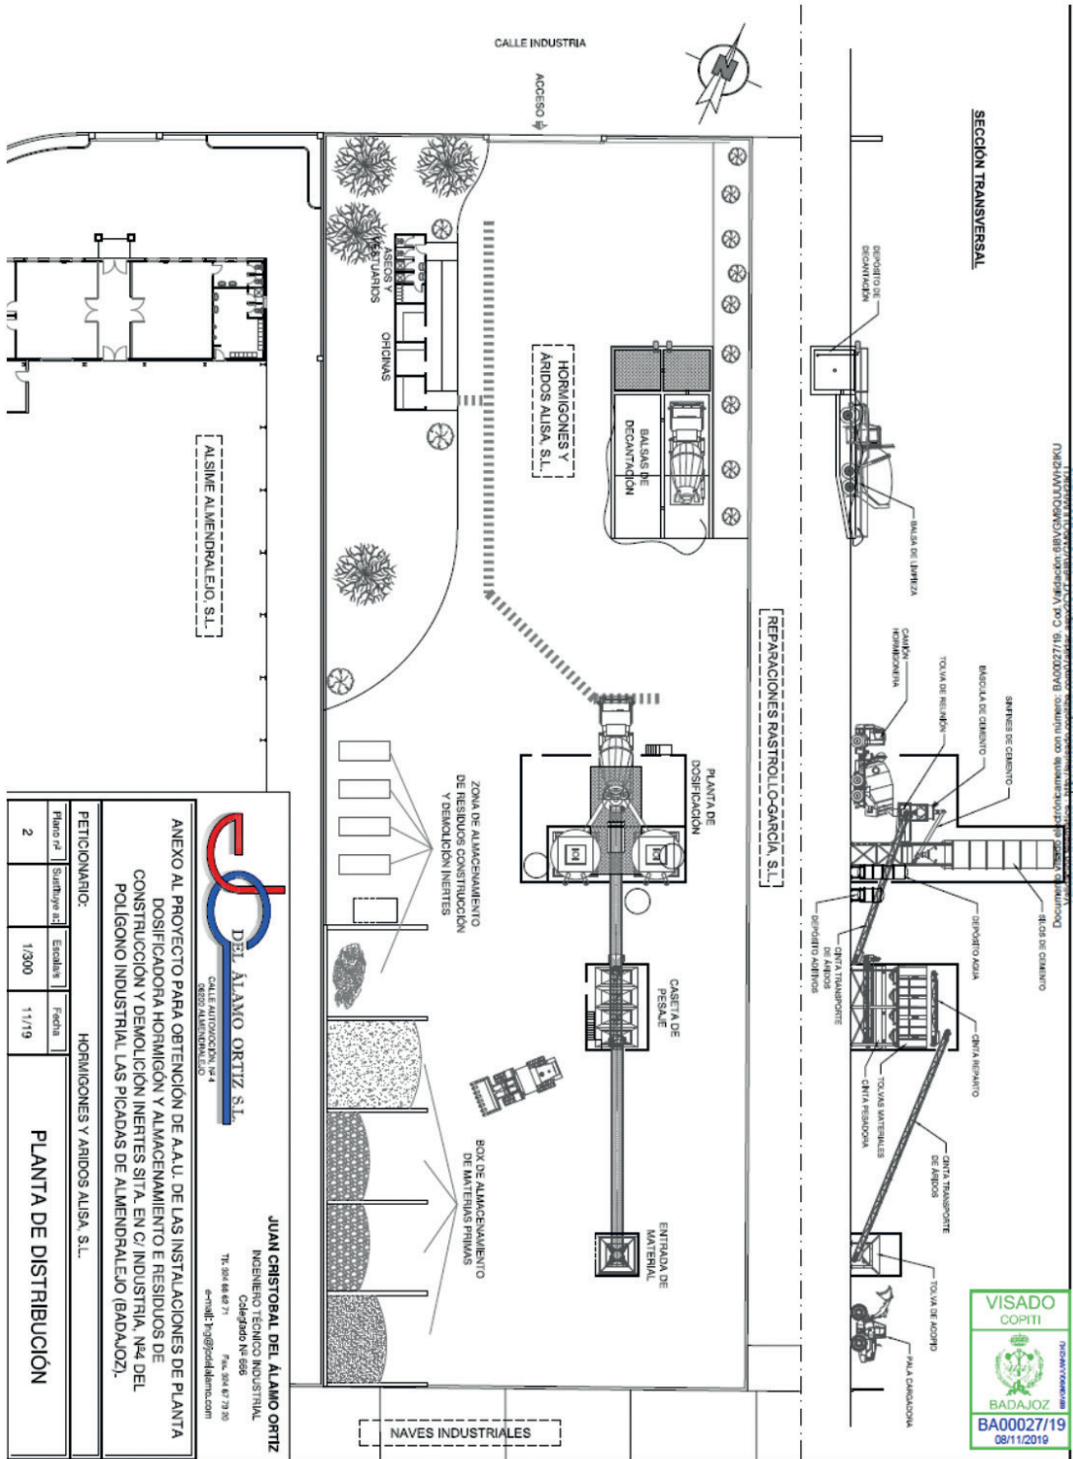 SECCIÓN TRANSVERSAL
DEPÓSITO DE
DECANTACIÓN
BALSA DE LIMPIEZA
CAMIÓN
HORMIGONERA
TOLVA DE REUNIÓN
BÁSCULA DE CEMENTO
SINFINES DE CEMENTO
SILOS DE CEMENTO
DEPÓSITO AGUA
DEPÓSITO ADITIVOS
CINTA TRANSPORTE
DE ÁRIDOS
CINTA REPARTO
TOLVAS MATERIALES
CINTA PESADORA
CINTA TRANSPORTE
DE ÁRIDOS
TOLVA DE ACOPIO
PALA CARGADORA
CALLE INDUSTRIA
ACCESO
N
REPARACIONES RASTROLLO-GARCÍA, S.L.
BALSAS DE
DECANTACIÓN
HORMIGONES Y
ÁRIDOS ALISA, S.L.
ASEOS Y
VESTUARIOS
OFICINAS
PLANTA DE
DOSIFICACIÓN
CASETA DE
PESAJE
ENTRADA DE
MATERIAL
ZONA DE ALMACENAMIENTO
DE RESIDUOS CONSTRUCCIÓN
Y DEMOLICIÓN INERTES
BOX DE ALMACENAMIENTO
DE MATERIAS PRIMAS
ALSIME ALMENDRALEJO, S.L.
NAVES INDUSTRIALES
DEL ÁLAMO ORTIZ S.L.
CALLE AUTOMOCIÓN, Nº 4
06200 ALMENDRALEJO
JUAN CRISTOBAL DEL ÁLAMO ORTÍZ
INGENIERO TÉCNICO INDUSTRIAL
Colegiado Nº 666
ANEXO AL PROYECTO PARA OBTENCIÓN DE A.A.U. DE LAS INSTALACIONES DE PLANTA
DOSIFICADORA HORMIGÓN Y ALMACENAMIENTO E RESIDUOS DE
CONSTRUCCIÓN Y DEMOLICIÓN INERTES SITA. EN C/ INDUSTRIA, Nº4 DEL
POLÍGONO INDUSTRIAL LAS PICADAS DE ALMENDRALEJO (BADAJOZ).
PETICIONARIO:
HORMIGONES Y ARIDOS ALISA, S.L.
Plano nº
Sustituye a:
Escala/s
Fecha
2
1/300
11/19
PLANTA DE DISTRIBUCIÓN
VISADO
COPITI
BADAJOZ
BA00027/19
08/11/2019